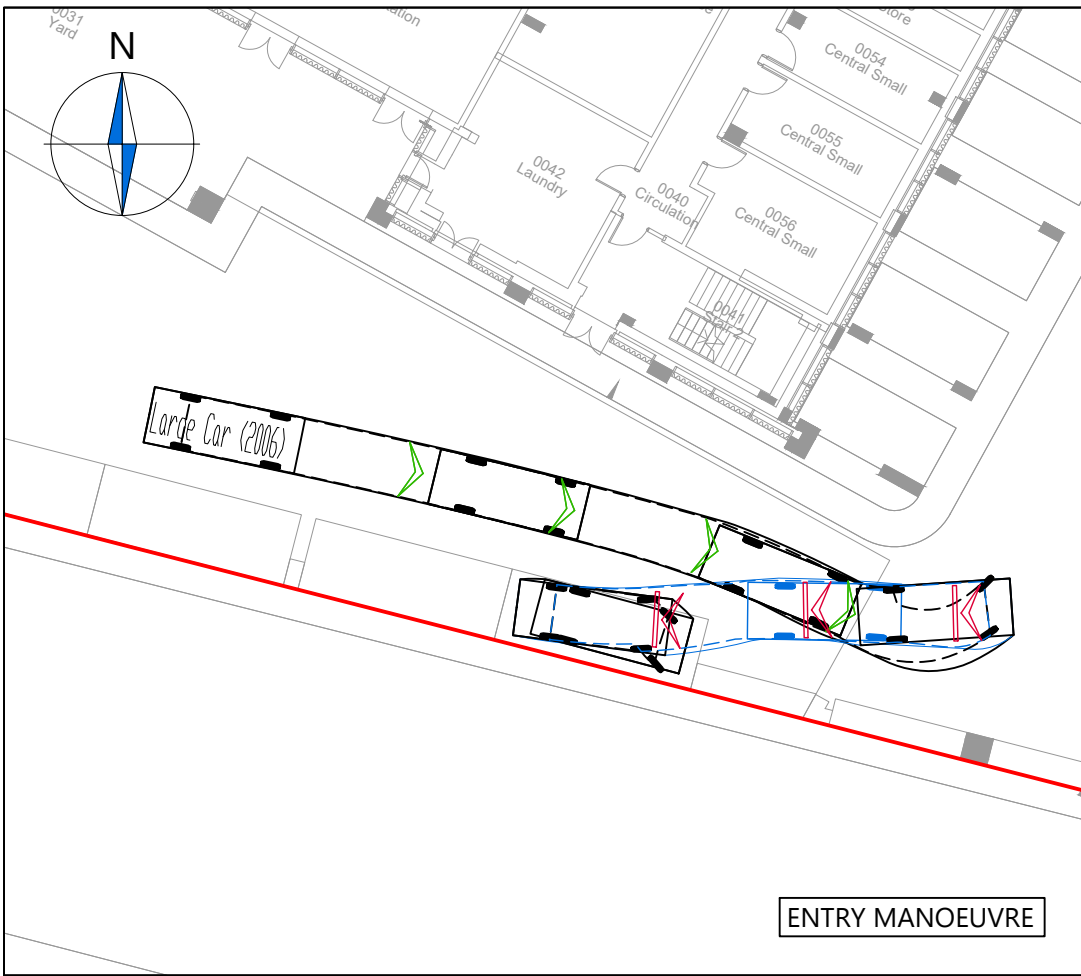 0031
Yard
N
0054
Central Small
0055
Central Small
0042
Laundry
0040
Circulation
0056
Central Small
0041
Large Car (2006)
ENTRY MANOEUVRE